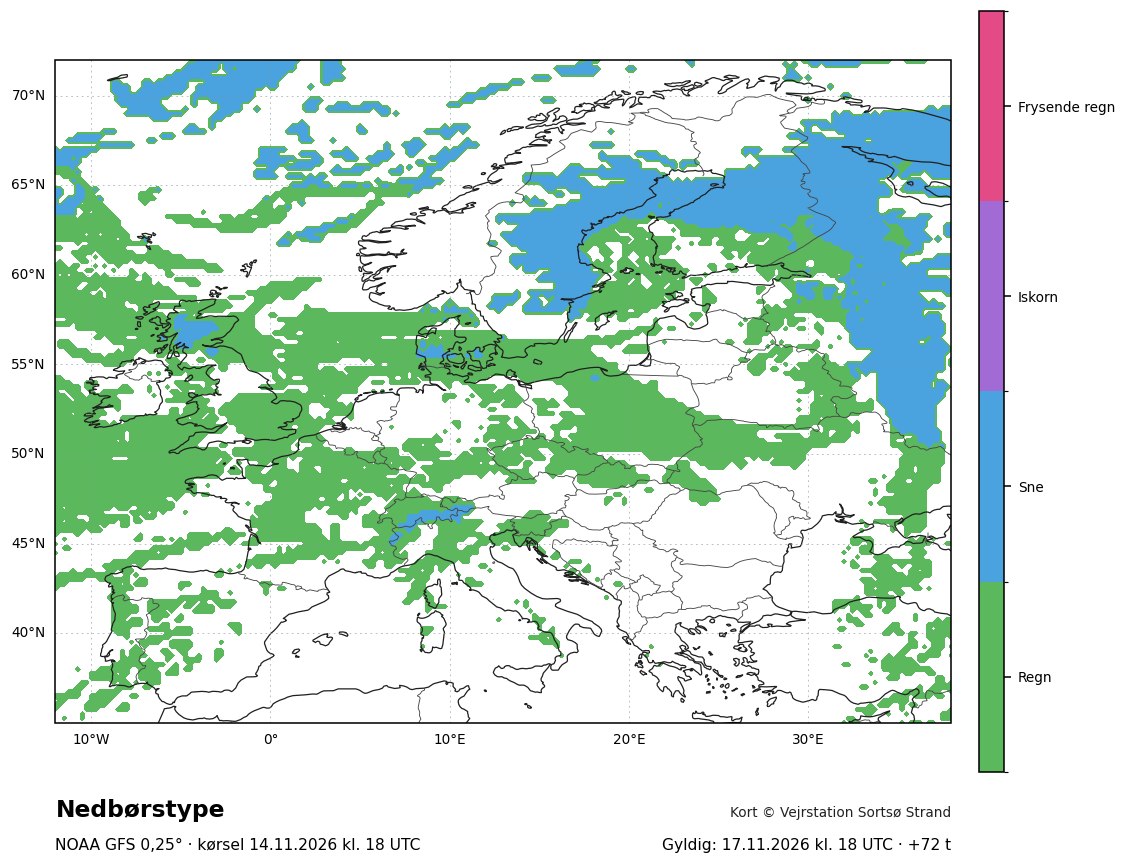 Frysende regn
Iskorn
Sne
Regn
70°N
65°N
60°N
55°N
50°N
45°N
40°N
10°W
0°
10°E
20°E
30°E
Nedbørstype
Kort © Vejrstation Sortsø Strand
NOAA GFS 0,25° · kørsel 14.11.2026 kl. 18 UTC
Gyldig: 17.11.2026 kl. 18 UTC · +72 t